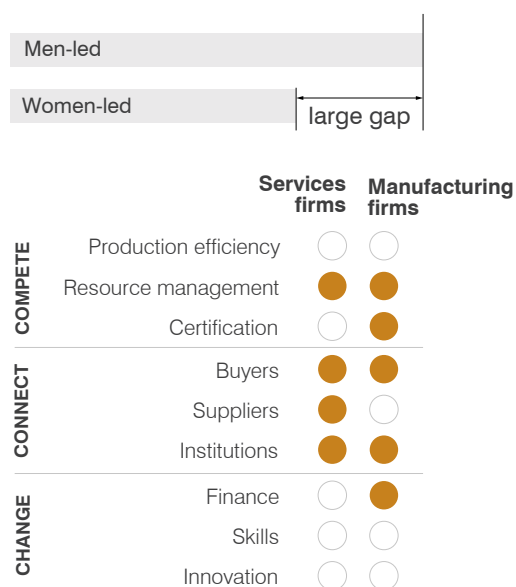 Men-led
Women-led
large gap
Services firms
Manufacturing firms
COMPETE
Production efficiency
Resource management
Certification
CONNECT
Buyers
Suppliers
Institutions
CHANGE
Finance
Skills
Innovation